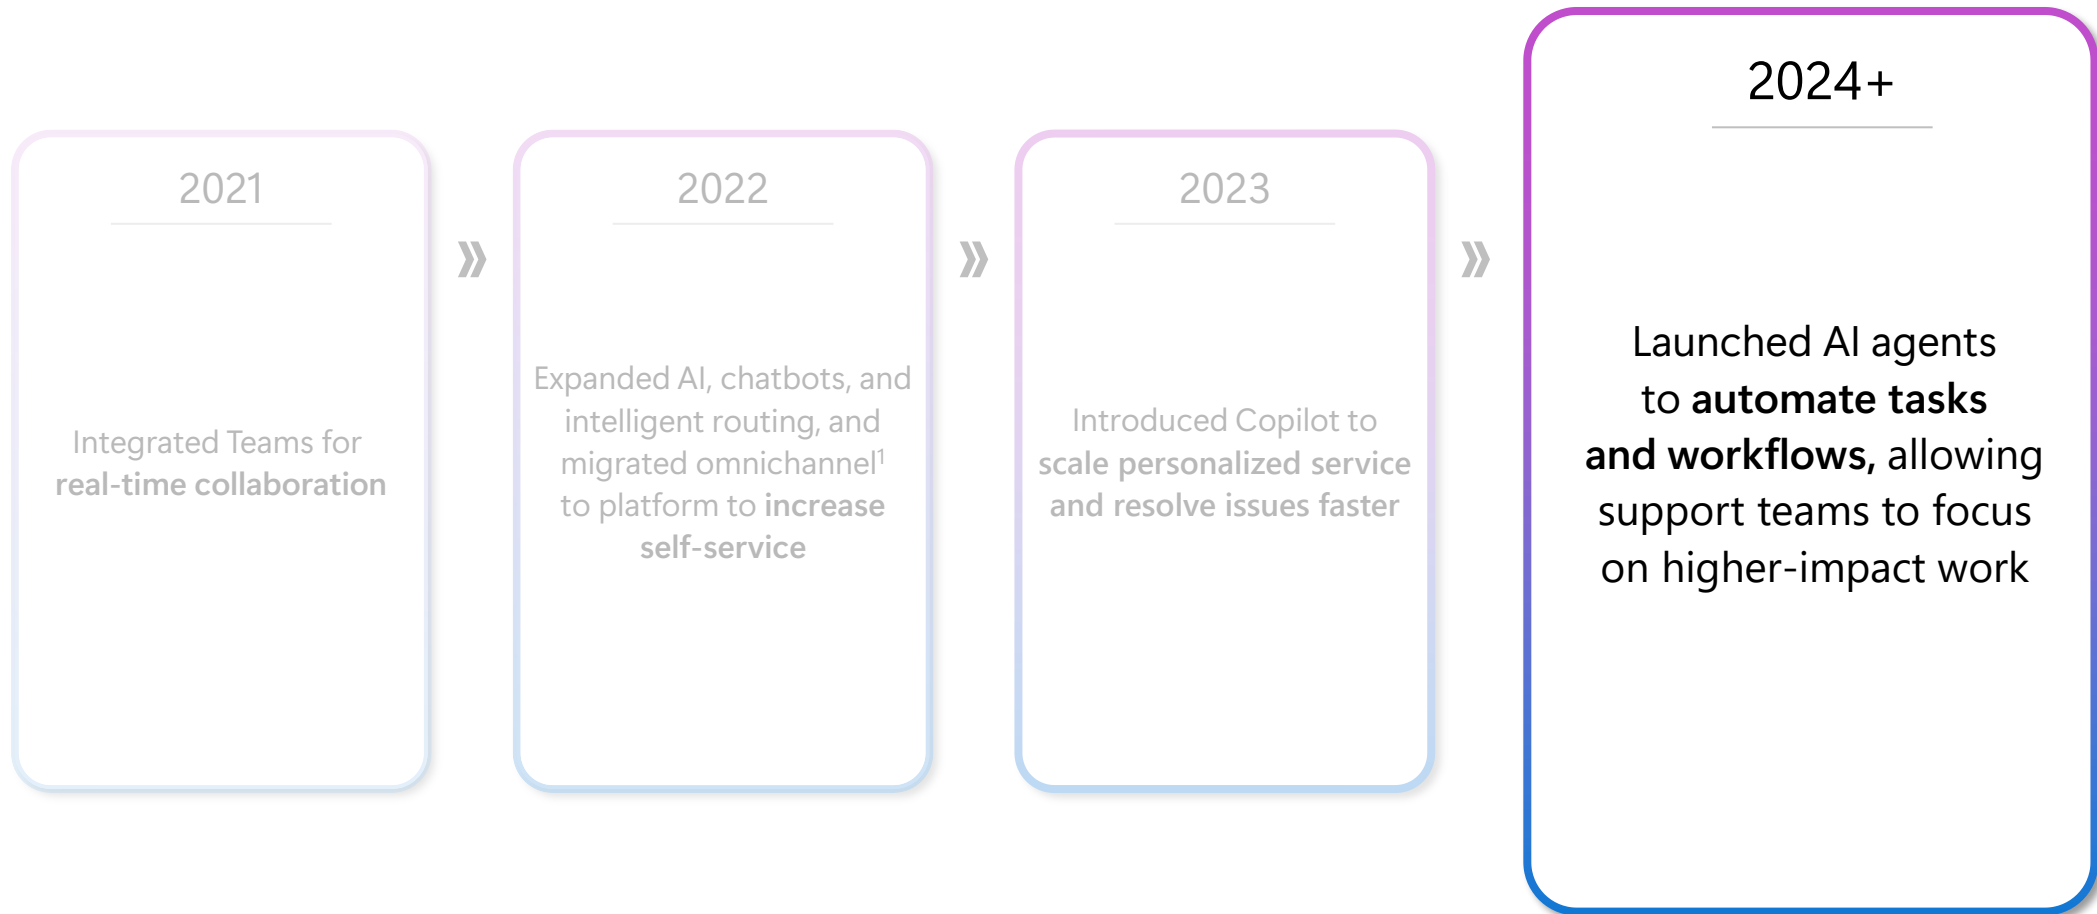 2021
Integrated Teams for
real-time collaboration
2022
Expanded AI, chatbots, and
intelligent routing, and
migrated omnichannel¹
to platform to increase
self-service
2023
Introduced Copilot to
scale personalized service
and resolve issues faster
2024+
Launched AI agents
to automate tasks
and workflows, allowing
support teams to focus
on higher-impact work